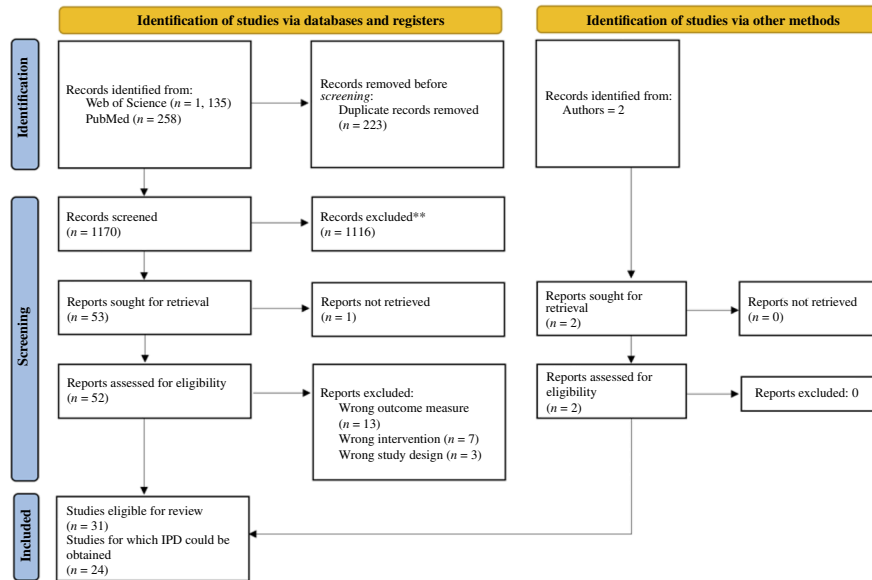 Identification of studies via databases and registers
Identification of studies via other methods
Identification
Records identified from:
Web of Science (n = 1, 135)
PubMed (n = 258)
Records removed before
screening:
Duplicate records removed
(n = 223)
Records identified from:
Authors = 2
Screening
Records screened
(n = 1170)
Records excluded**
(n = 1116)
Reports sought for retrieval
(n = 53)
Reports not retrieved
(n = 1)
Reports sought for
retrieval
(n = 2)
Reports not retrieved
(n = 0)
Reports assessed for eligibility
(n = 52)
Reports excluded:
Wrong outcome measure
(n = 13)
Wrong intervention (n = 7)
Wrong study design (n = 3)
Reports assessed for
eligibility
(n = 2)
Reports excluded: 0
Included
Studies eligible for review
(n = 31)
Studies for which IPD could be
obtained
(n = 24)